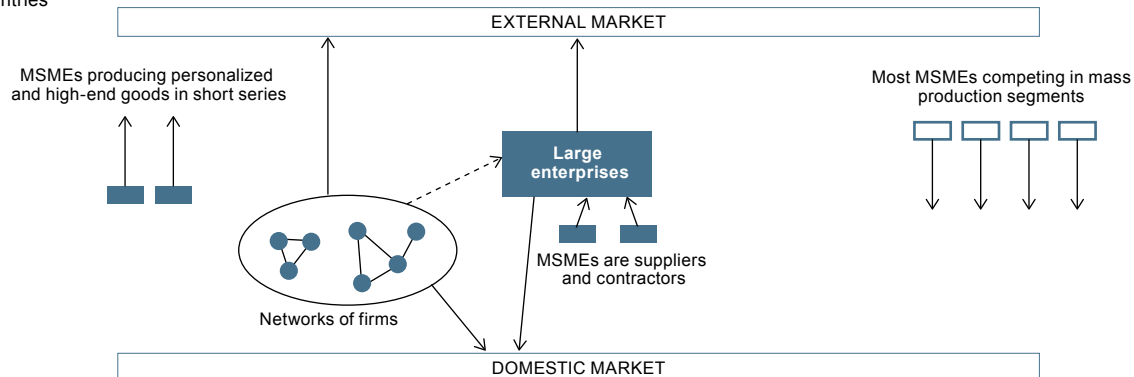 EXTERNAL MARKET
MSMEs producing personalized
and high-end goods in short series
Most MSMEs competing in mass
production segments
Large
enterprises
MSMEs are suppliers
and contractors
Networks of firms
DOMESTIC MARKET